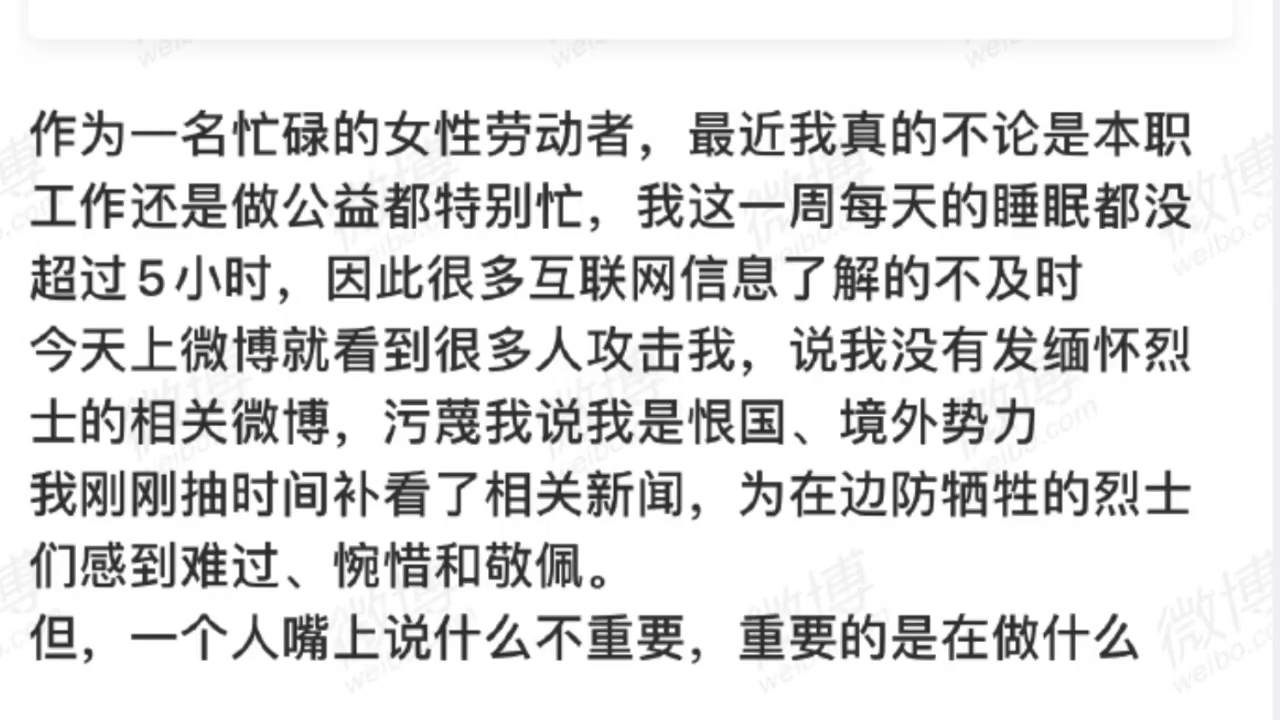 作为一名忙碌的女性劳动者，最近我真的不论是本职
工作还是做公益都特别忙，我这一周每天的睡眠都没
超过5小时，因此很多互联网信息了解的不及时
今天上微博就看到很多人攻击我，说我没有发缅怀烈
士的相关微博，污蔑我说我是恨国、境外势力
我刚刚抽时间补看了相关新闻，为在边防牺牲的烈士
们感到难过、惋惜和敬佩。
但，一个人嘴上说什么不重要，重要的是在做什么
微博
weibo.com